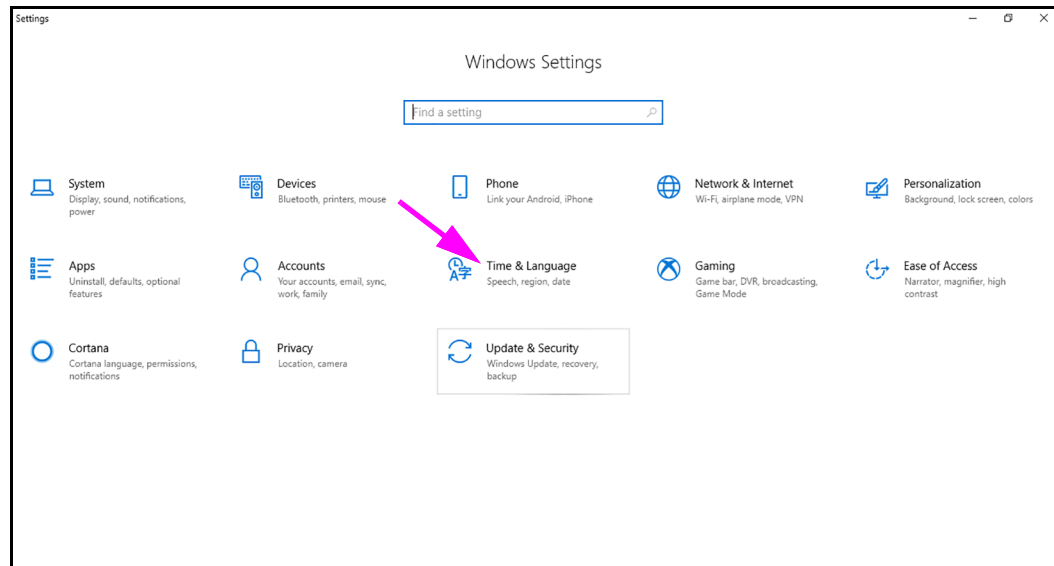 Settings
Windows Settings
Find a setting
System
Display, sound, notifications,
power
Devices
Bluetooth, printers, mouse
Phone
Link your Android, iPhone
Network & Internet
Wi-Fi, airplane mode, VPN
Personalization
Background, lock screen, colors
Apps
Uninstall, defaults, optional
features
Accounts
Your accounts, email, sync,
work, family
Time & Language
Speech, region, date
Gaming
Game bar, DVR, broadcasting,
Game Mode
Ease of Access
Narrator, magnifier, high
contrast
Cortana
Cortana language, permissions,
notifications
Privacy
Location, camera
Update & Security
Windows Update, recovery,
backup